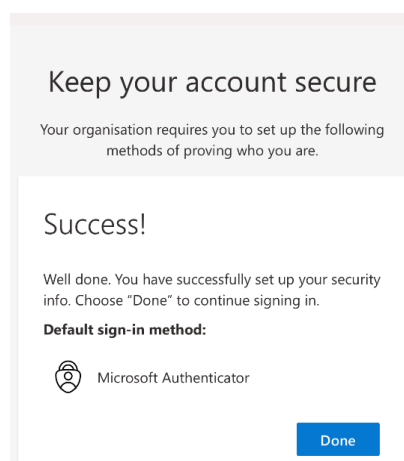 Keep your account secure
Your organisation requires you to set up the following
methods of proving who you are.
Success!
Well done. You have successfully set up your security
info. Choose “Done” to continue signing in.
Default sign-in method:
Microsoft Authenticator
Done